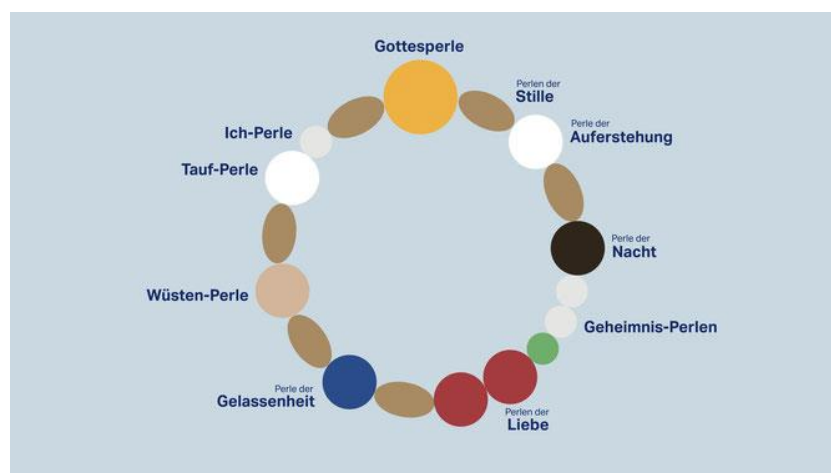 Gottesperle
Perlen der
Stille
Perle der
Auferstehung
Ich-Perle
Tauf-Perle
Perle der
Nacht
Wüsten-Perle
Geheimnis-Perlen
Perle der
Gelassenheit
Perlen der
Liebe